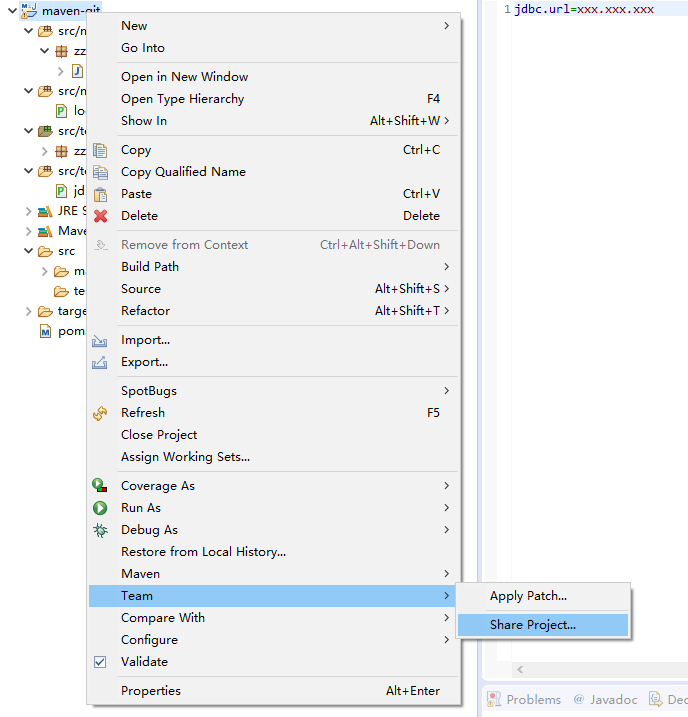 maven-git
src/m
zz
J
src/m
lo
src/te
zz
src/te
jd
JRE S
Mave
src
ma
te
targe
pom
New
Go Into
Open in New Window
Open Type Hierarchy F4
Show In Alt+Shift+W
Copy Ctrl+C
Copy Qualified Name
Paste Ctrl+V
Delete Delete
Remove from Context Ctrl+Alt+Shift+Down
Build Path
Source Alt+Shift+S
Refactor Alt+Shift+T
Import...
Export...
SpotBugs
Refresh F5
Close Project
Assign Working Sets...
Coverage As
Run As
Debug As
Restore from Local History...
Maven
Team
Compare With
Configure
Validate
Properties Alt+Enter
Apply Patch...
Share Project...
1 jdbc.url=xxx.xxx.xxx
Problems @ Javadoc Dec